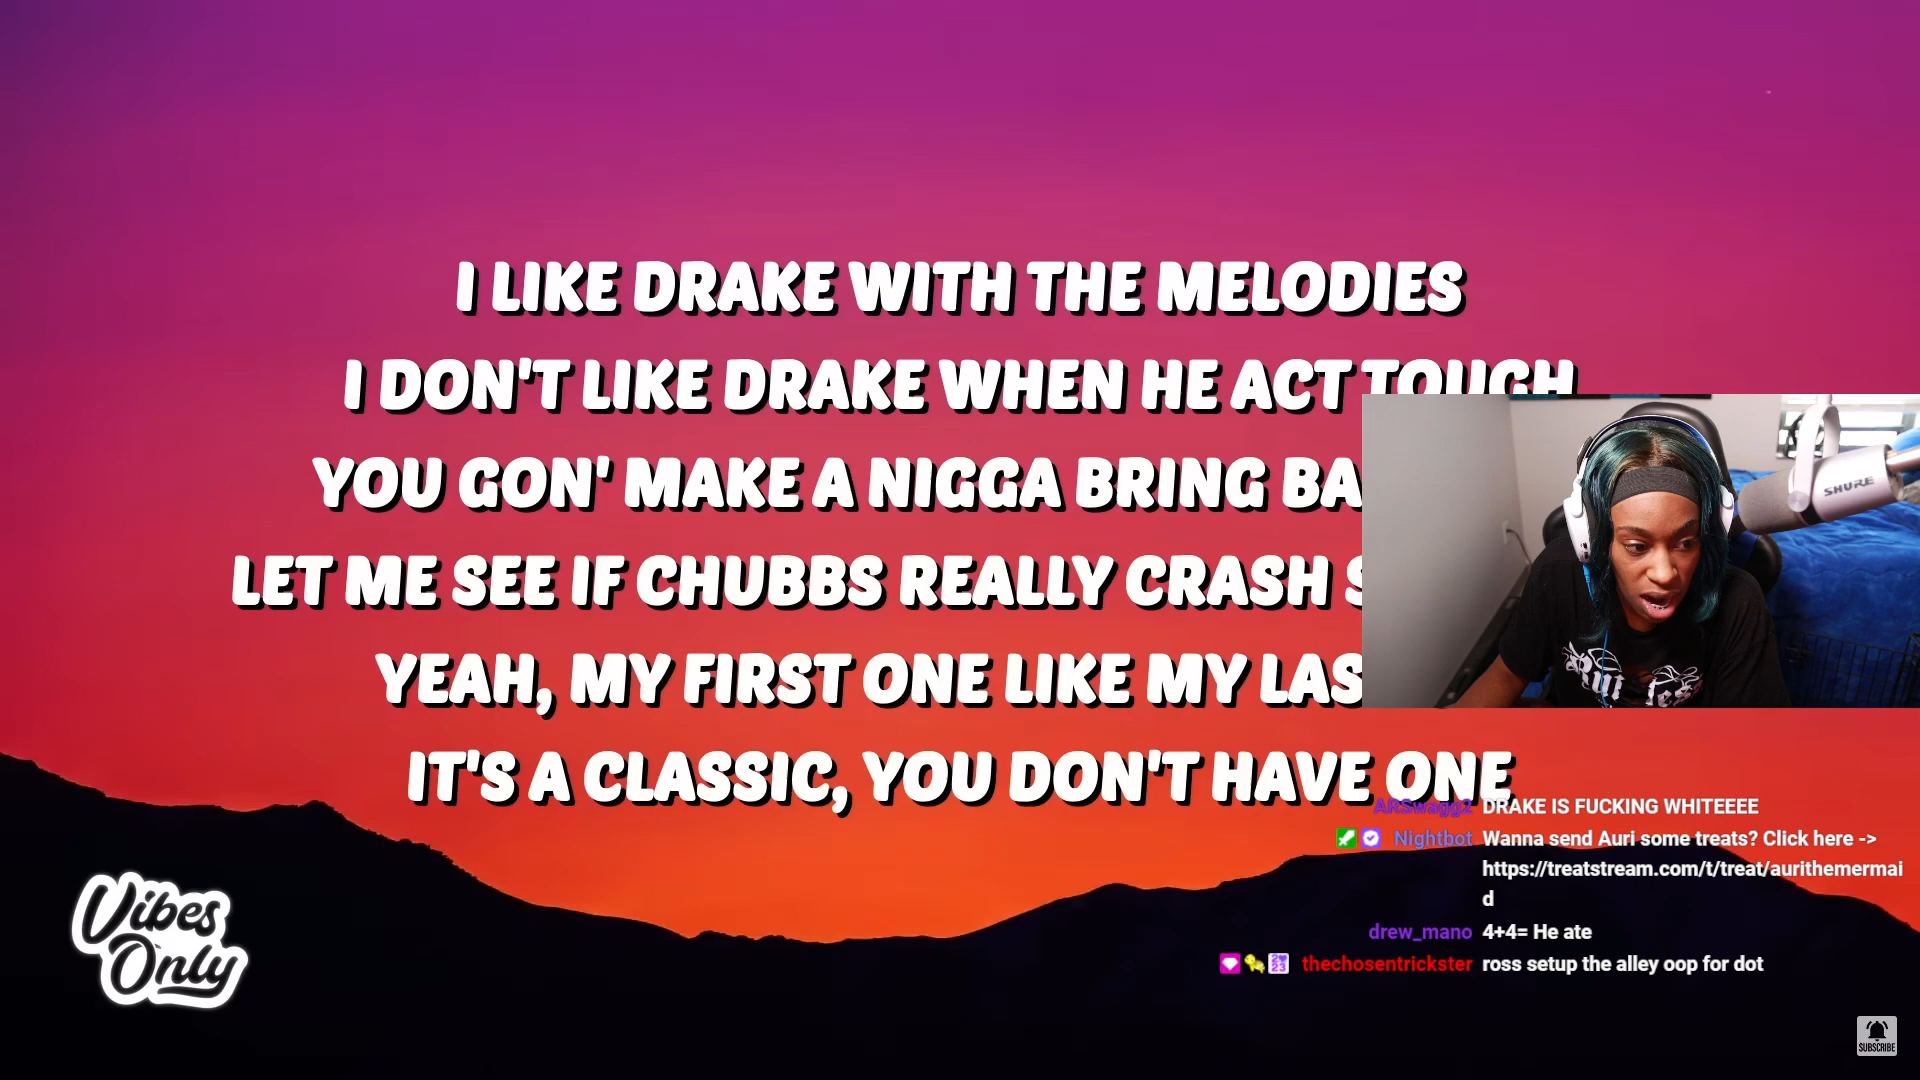 I LIKE DRAKE WITH THE MELODIES
I DON'T LIKE DRAKE WHEN HE ACT TOUGH
YOU GON' MAKE A NIGGA BRING BA
LET ME SEE IF CHUBBS REALLY CRASH S
YEAH, MY FIRST ONE LIKE MY LAS
IT'S A CLASSIC, YOU DON'T HAVE ONE
SHURE
ARSwagg2 DRAKE IS FUCKING WHITEEEE
Nightbot Wanna send Auri some treats? Click here ->
https://treatstream.com/t/treat/aurithemermai
d
drew_mano 4+4= He ate
thechosentrickster ross setup the alley oop for dot
Vibes
Only
SUBSCRIBE